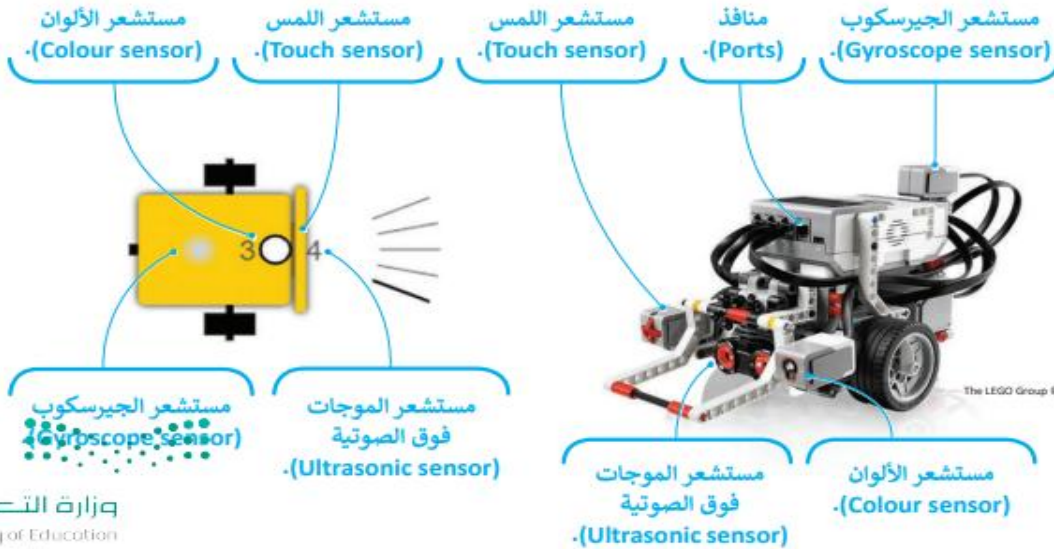 مستشعر الجيرسكوب
(Gyroscope sensor).
منافذ
(Ports).
مستشعر اللمس
(Touch sensor).
مستشعر اللمس
(Touch sensor).
مستشعر الألوان
(Colour sensor).
3
4
The LEGO Group
مستشعر الألوان
(Colour sensor).
مستشعر الموجات
فوق الصوتية
(Ultrasonic sensor).
مستشعر الموجات
فوق الصوتية
(Ultrasonic sensor).
مستشعر الجيرسكوب
(Gyroscope sensor)
وزارة التعـ
of Education